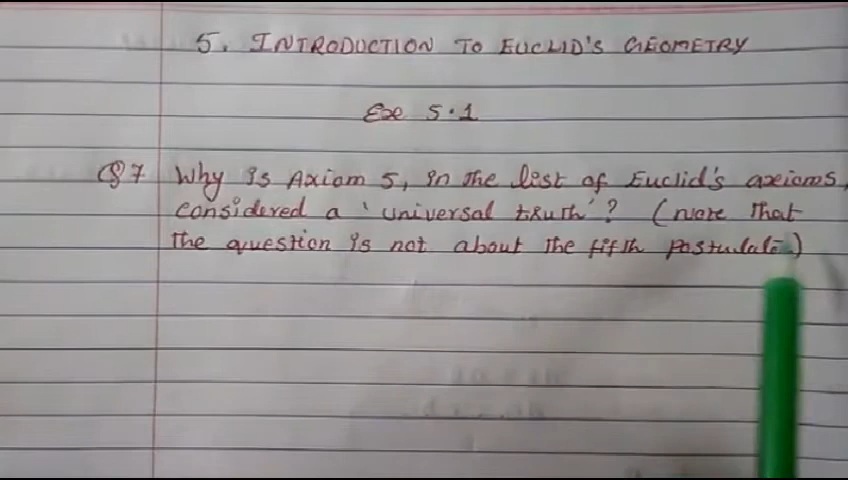 5. INTRODUCTION TO EUCLID'S GEOMETRY
Exe 5.1
Q7 Why is Axiom 5, in the list of Euclid's axioms,
considered a 'universal truth'? (Note that
the question is not about the fifth postulate)